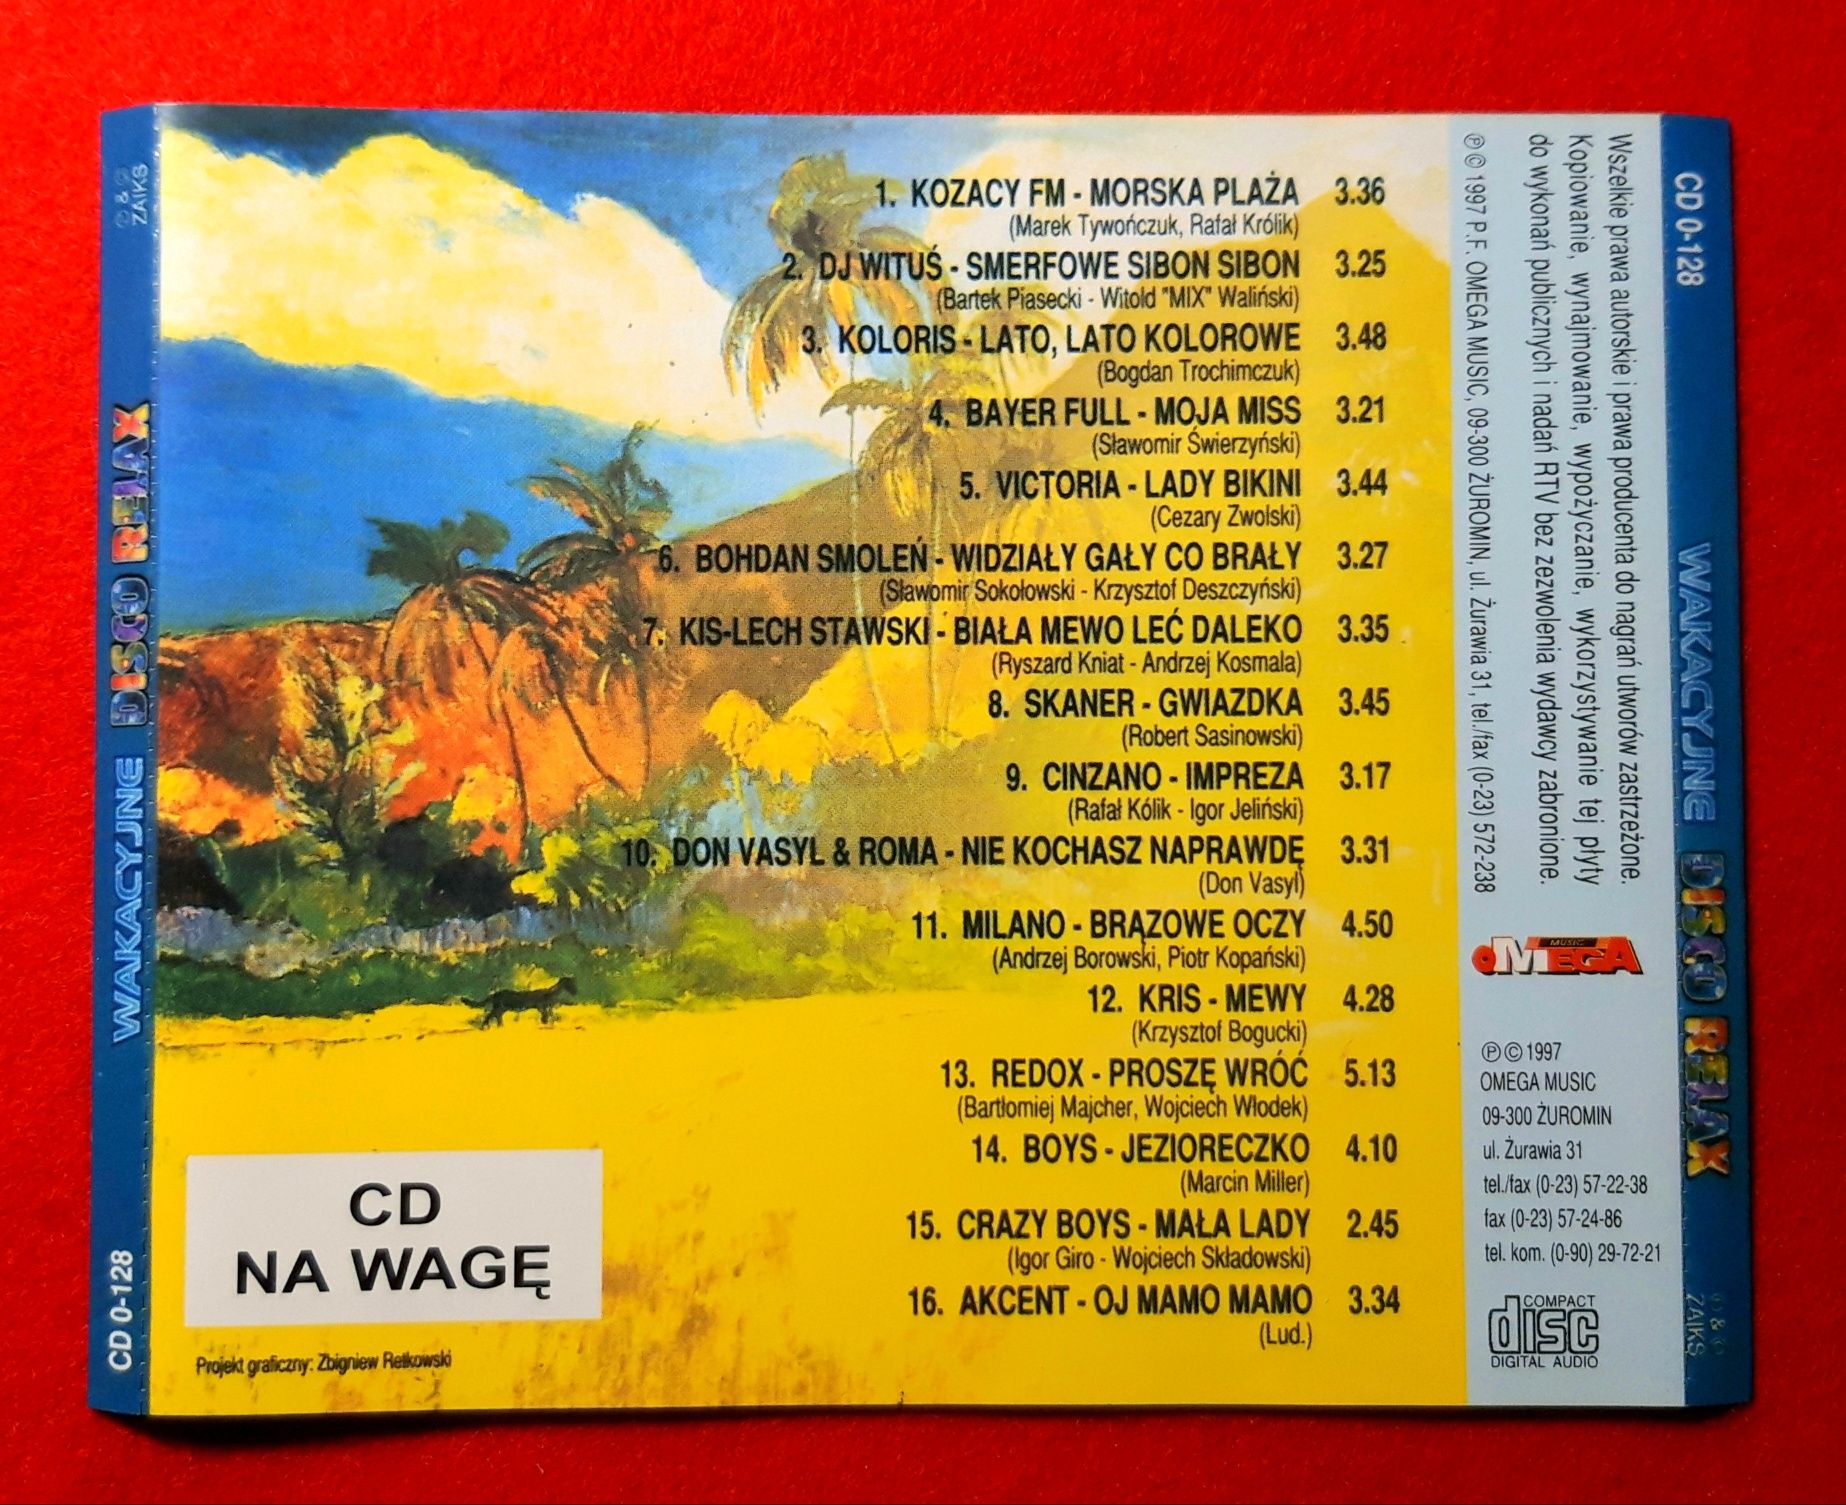 1. KOZACY FM - MORSKA PLAŻA 3.36
(Marek Tywończuk, Rafał Królik)
2. DJ WITUŚ - SMERFOWE SIBON SIBON 3.25
(Bartek Piasecki - Witold "MIX" Waliński)
3. KOLORIS - LATO, LATO KOLOROWE 3.48
(Bogdan Trochimczuk)
4. BAYER FULL - MOJA MISS 3.21
(Sławomir Świerzyński)
5. VICTORIA - LADY BIKINI 3.44
(Cezary Zwolski)
6. BOHDAN SMOLEŃ - WIDZIAŁY GAŁY CO BRAŁY 3.27
(Sławomir Sokołowski - Krzysztof Deszczyński)
7. KIS-LECH STAWSKI - BIAŁA MEWO LEĆ DALEKO 3.35
(Ryszard Kniat - Andrzej Kosmala)
8. SKANER - GWIAZDKA 3.45
(Robert Sasinowski)
9. CINZANO - IMPREZA 3.17
(Rafał Kólik - Igor Jeliński)
10. DON VASYL & ROMA - NIE KOCHASZ NAPRAWDĘ 3.31
(Don Vasyl)
11. MILANO - BRĄZOWE OCZY 4.50
(Andrzej Borowski, Piotr Kopański)
12. KRIS - MEWY 4.28
(Krzysztof Bogucki)
13. REDOX - PROSZĘ WRÓĆ 5.13
(Bartłomiej Majcher, Wojciech Włodek)
14. BOYS - JEZIORECZKO 4.10
(Marcin Miller)
15. CRAZY BOYS - MAŁA LADY 2.45
(Igor Giro - Wojciech Składowski)
16. AKCENT - OJ MAMO MAMO 3.34
(Lud.)
CD
NA WAGĘ
Projekt graficzny: Zbigniew Retkowski
CD 0-128 WAKACYJNE DISCO RELAX ℗ & © ZAIKS
Wszelkie prawa autorskie i prawa producenta do nagrań utworów zastrzeżone.
Kopiowanie, wynajmowanie, wypożyczanie, wykorzystywanie tej płyty
do wykonań publicznych i nadań RTV bez zezwolenia wydawcy zabronione.
℗ © 1997 P.F. OMEGA MUSIC, 09-300 ŻUROMIN, ul. Żurawia 31, tel./fax (0-23) 572-238
OMEGA MUSIC
℗ © 1997
OMEGA MUSIC
09-300 ŻUROMIN
ul. Żurawia 31
tel./fax (0-23) 57-22-38
fax (0-23) 57-24-86
tel. kom. (0-90) 29-72-21
COMPACT
disc
DIGITAL AUDIO
CD 0-128 WAKACYJNE DISCO RELAX ℗ & © ZAIKS